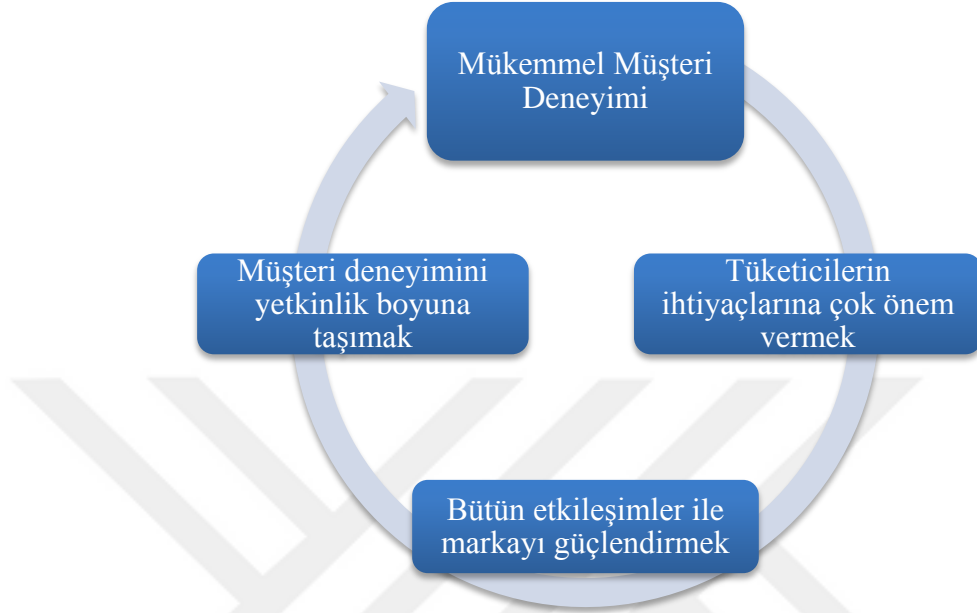 Mükemmel Müşteri
Deneyimi
Tüketicilerin
ihtiyaçlarına çok önem
vermek
Bütün etkileşimler ile
markayı güçlendirmek
Müşteri deneyimini
yetkinlik boyuna
taşımak